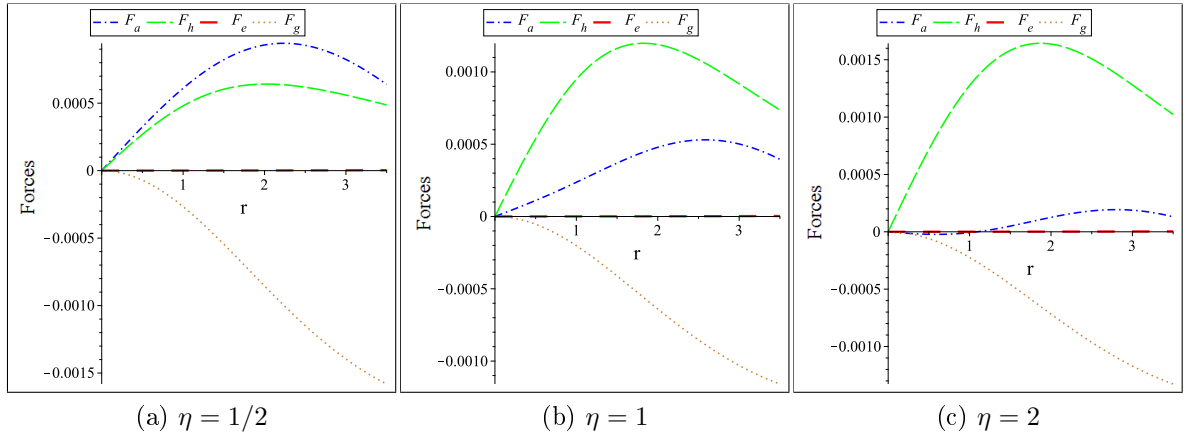 F_a F_h F_e F_g
0.0005
0
-0.0005
-0.0010
-0.0015
1 2 3
r
Forces
(a) η = 1/2
F_a F_h F_e F_g
0.0010
0.0005
0
-0.0005
-0.0010
1 2 3
r
Forces
(b) η = 1
F_a F_h F_e F_g
0.0015
0.0010
0.0005
0
-0.0005
-0.0010
1 2 3
r
Forces
(c) η = 2